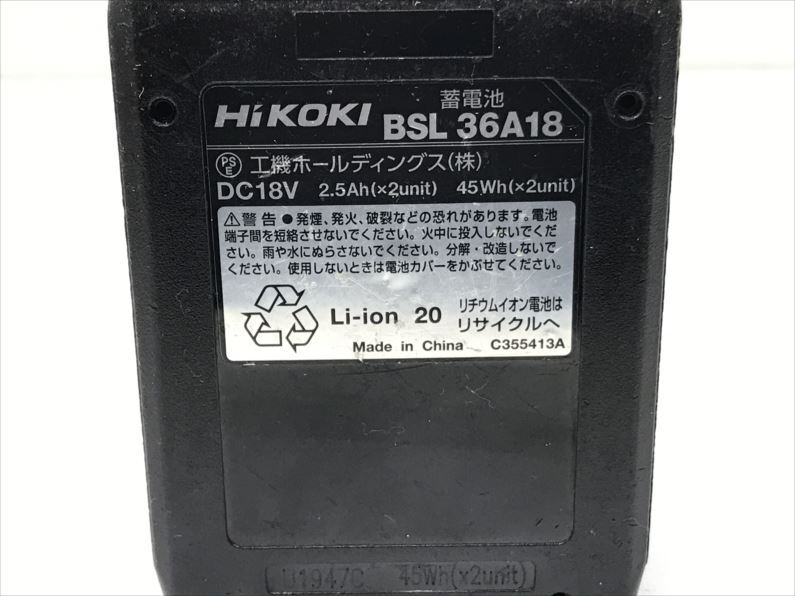 HiKOKI 蓄電池 BSL 36A18
PSE 工機ホールディングス(株)
DC18V 2.5Ah(×2unit) 45Wh(×2unit)
⚠警告 ●発煙、発火、破裂などの恐れがあります。電池
端子間を短絡させないでください。火中に投入しないでくだ
さい。雨や水にぬらさないでください。分解・改造しないで
ください。使用しないときは電池カバーをかぶせてください。
Li-ion 20 リチウムイオン電池は
リサイクルへ
Made in China C355413A
U1947C 45Wh(x2unit)